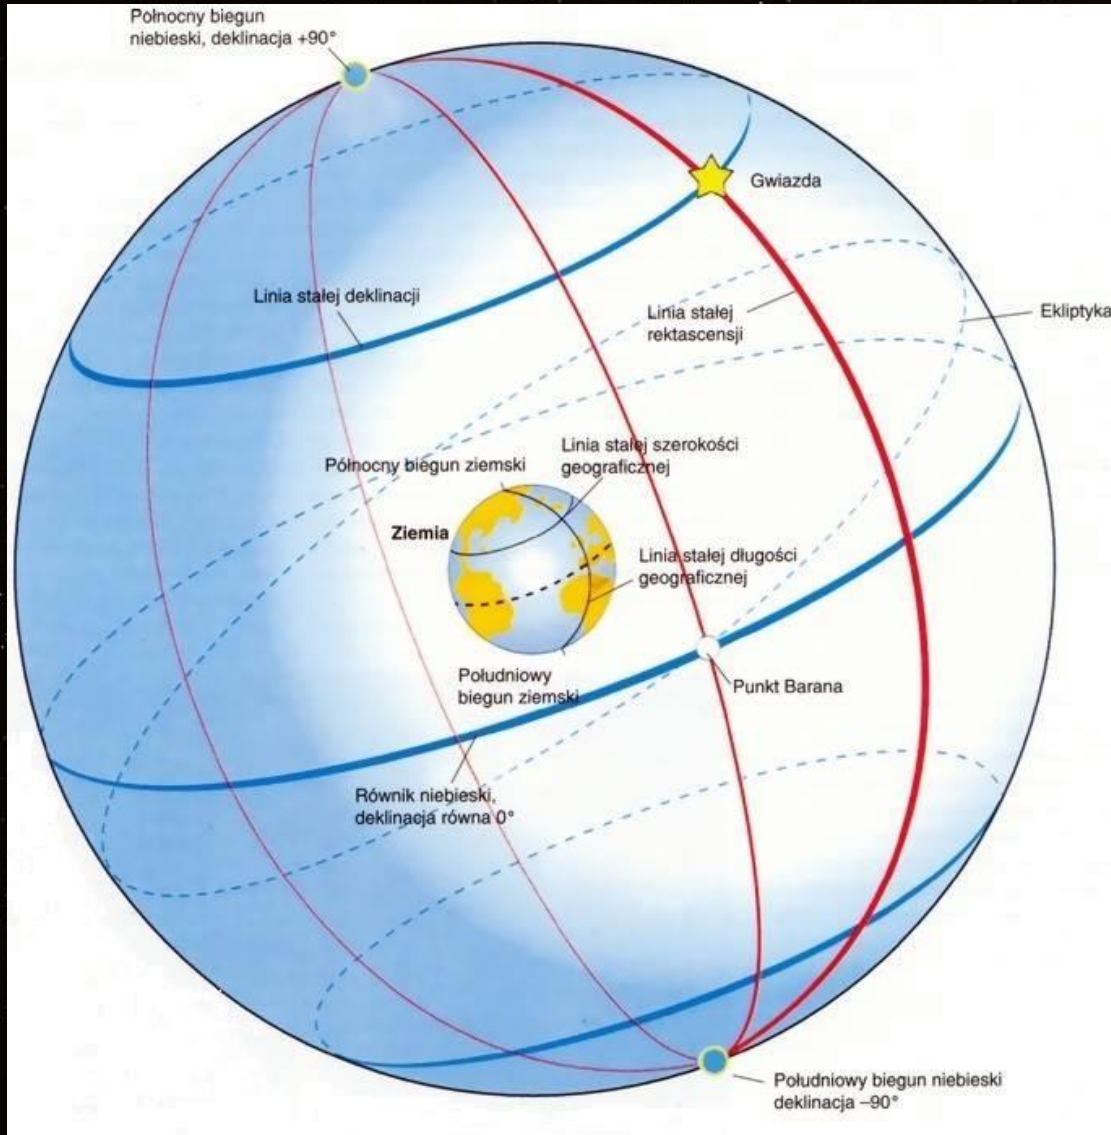 Północny biegun
niebieski, deklinacja +90°
Gwiazda
Linia stałej deklinacji
Linia stałej
rektascensji
Ekliptyka
Linia stałej szerokości
geograficznej
Północny biegun ziemski
Ziemia
Linia stałej długości
geograficznej
Południowy
biegun ziemski
Punkt Barana
Równik niebieski,
deklinacja równa 0°
Południowy biegun niebieski
deklinacja –90°